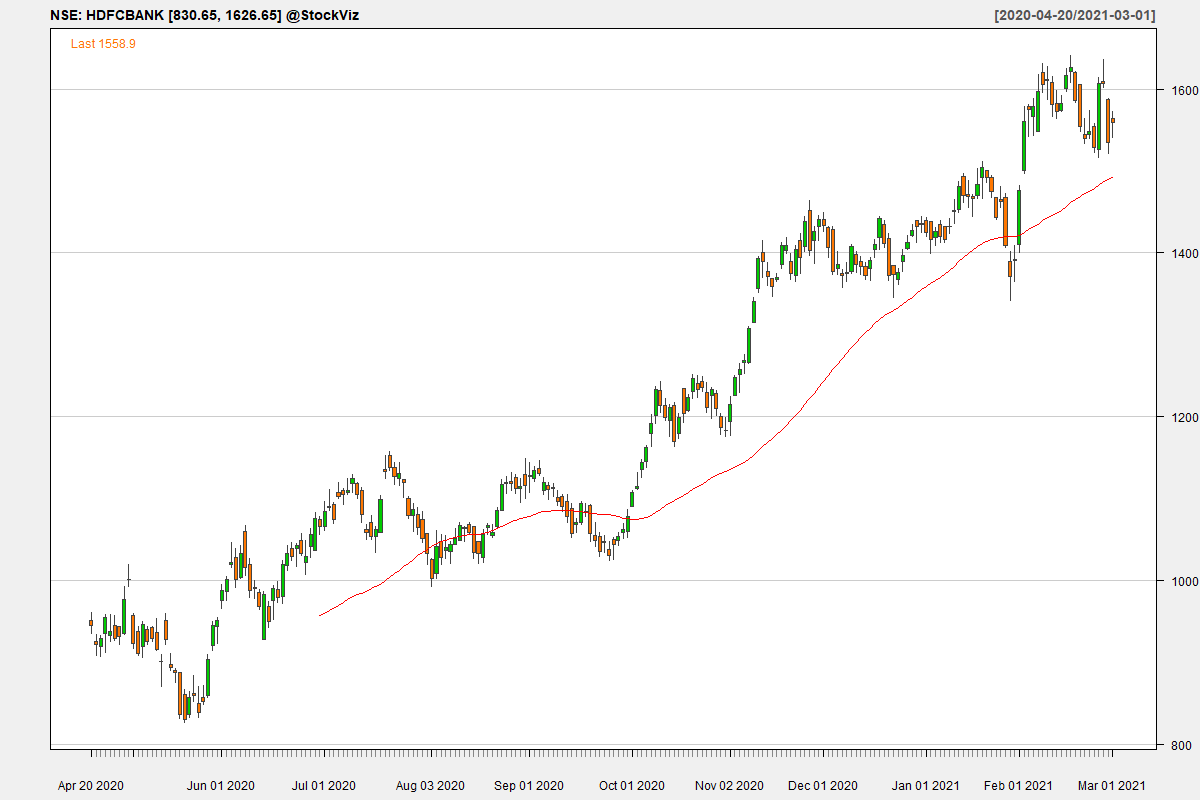 NSE: HDFCBANK [830.65, 1626.65] @StockViz
[2020-04-20/2021-03-01]
Last 1558.9
1600
1400
1200
1000
800
Apr 20 2020 Jun 01 2020 Jul 01 2020 Aug 03 2020 Sep 01 2020 Oct 01 2020 Nov 02 2020 Dec 01 2020 Jan 01 2021 Feb 01 2021 Mar 01 2021